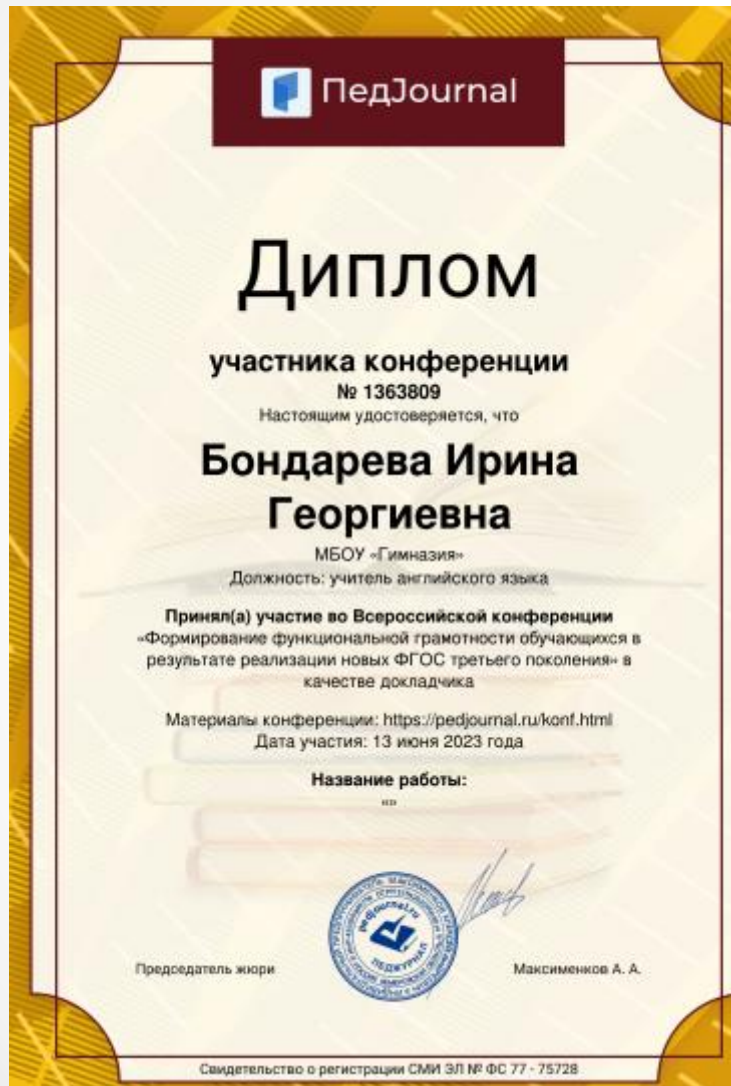 ПедJournal
Диплом
участника конференции
№ 1363809
Настоящим удостоверяется, что
Бондарева Ирина
Георгиевна
МБОУ «Гимназия»
Должность: учитель английского языка
Принял(а) участие во Всероссийской конференции
«Формирование функциональной грамотности обучающихся в
результате реализации новых ФГОС третьего поколения» в
качестве докладчика
Материалы конференции: https://pedjournal.ru/konf.html
Дата участия: 13 июня 2023 года
Название работы:
«»
pedjournal.ru
ПЕДЖУРНАЛ
Председатель жюри
Максименков А. А.
Свидетельство о регистрации СМИ ЭЛ № ФС 77 - 75728